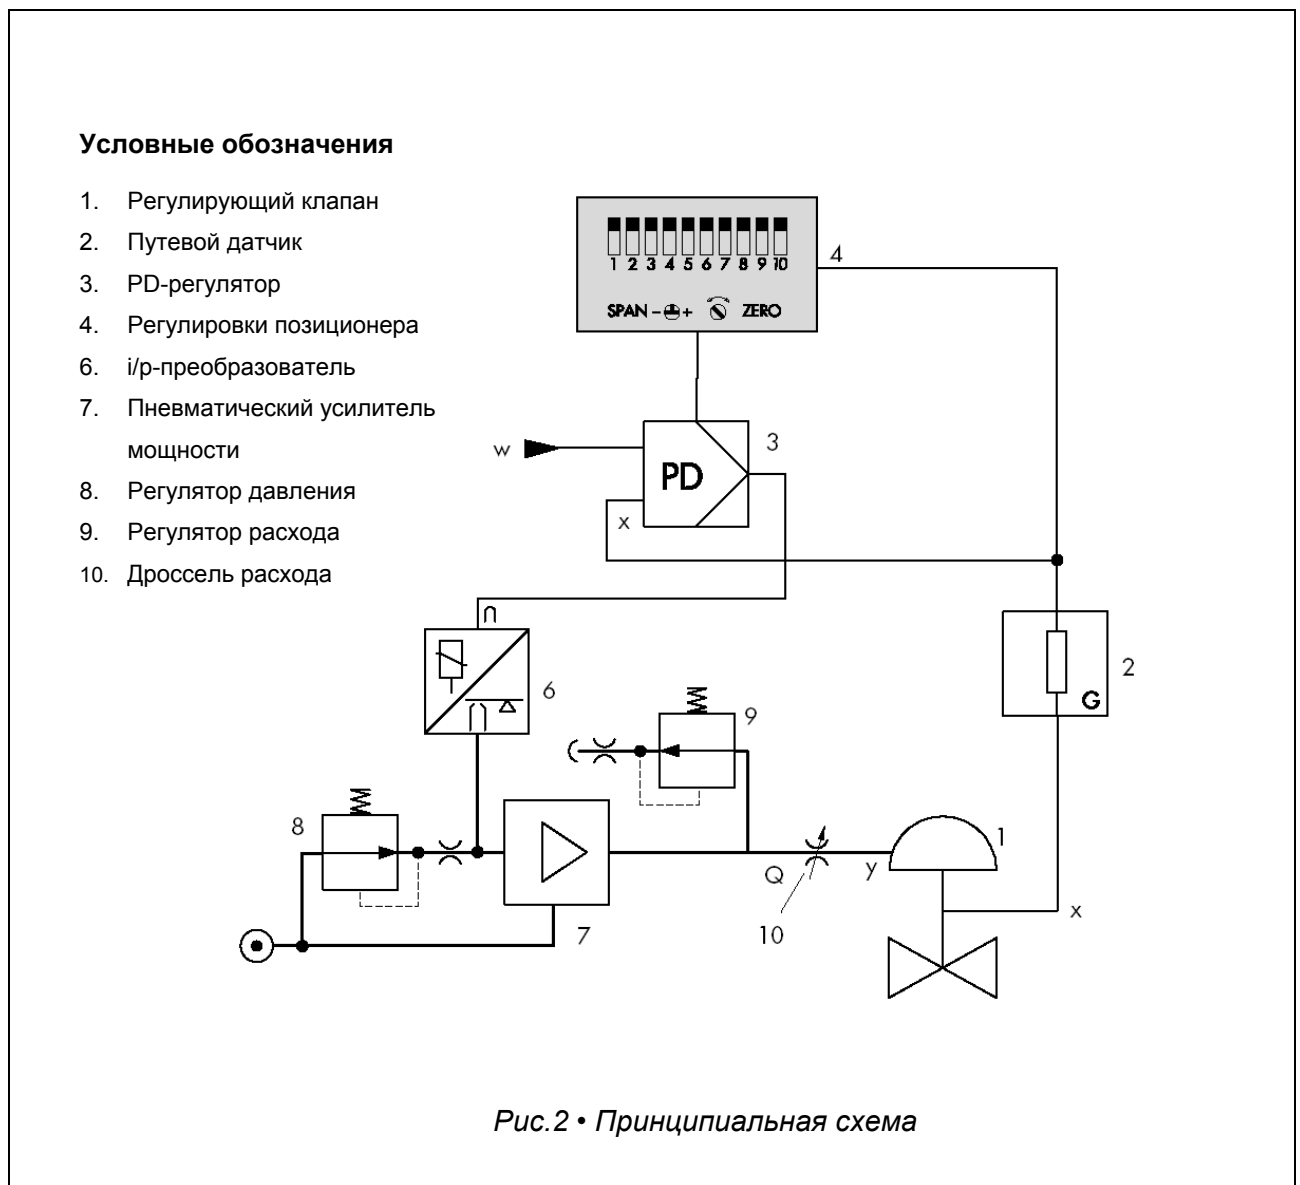 Условные обозначения
1. Регулирующий клапан
2. Путевой датчик
3. PD-регулятор
4. Регулировки позиционера
6. i/p-преобразователь
7. Пневматический усилитель
мощности
8. Регулятор давления
9. Регулятор расхода
10. Дроссель расхода
1 2 3 4 5 6 7 8 9 10
SPAN - + ZERO
4
w
PD
3
x
2
G
6
9
8
7
Q
10
y
1
x
Рис.2 • Принципиальная схема